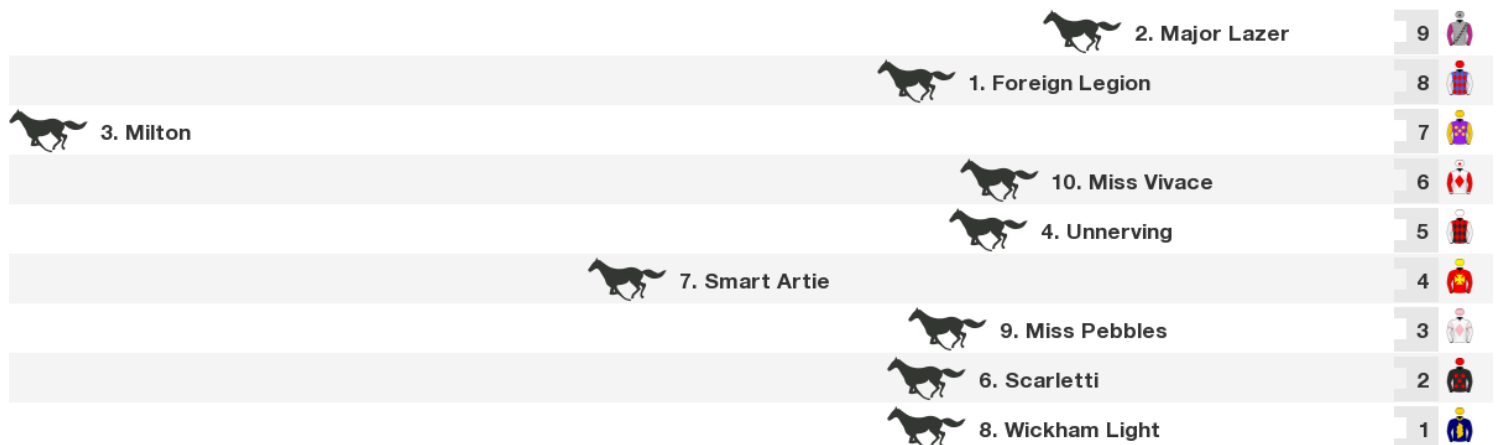 2. Major Lazer 9
1. Foreign Legion 8
3. Milton 7
10. Miss Vivace 6
4. Unnerving 5
7. Smart Artie 4
9. Miss Pebbles 3
6. Scarletti 2
8. Wickham Light 1